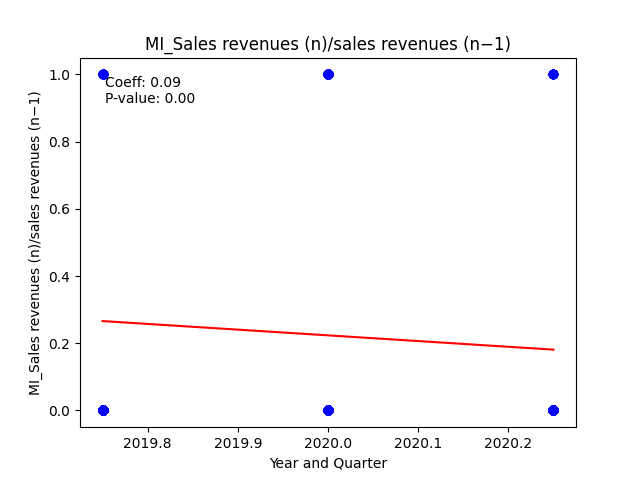 MI_Sales revenues (n)/sales revenues (n−1)
1.0
Coeff: 0.09
P-value: 0.00
0.8
0.6
0.4
0.2
0.0
MI_Sales revenues (n)/sales revenues (n−1)
2019.8 2019.9 2020.0 2020.1 2020.2
Year and Quarter